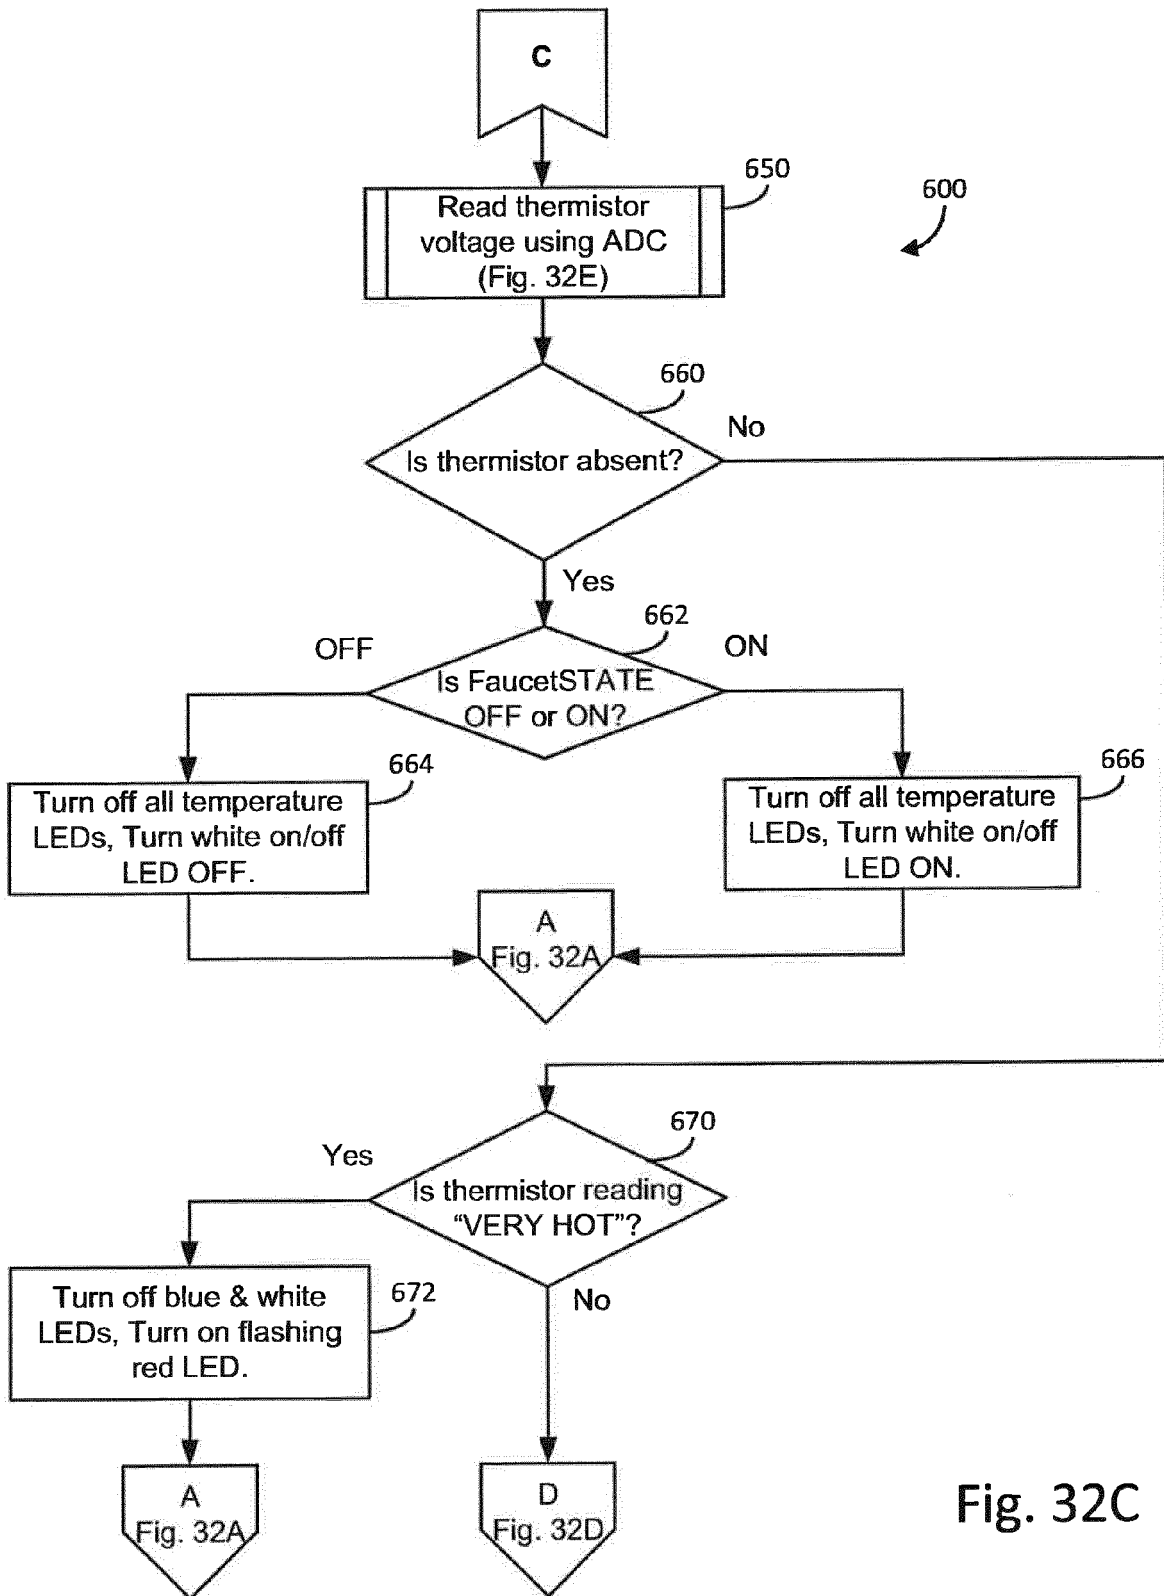 C
650
Read thermistor
voltage using ADC
(Fig. 32E)
600
660
No
Is thermistor absent?
Yes
662
OFF
ON
Is FaucetSTATE
OFF or ON?
664
Turn off all temperature
LEDs, Turn white on/off
LED OFF.
666
Turn off all temperature
LEDs, Turn white on/off
LED ON.
A
Fig. 32A
670
Yes
Is thermistor reading
“VERY HOT”?
No
672
Turn off blue & white
LEDs, Turn on flashing
red LED.
A
Fig. 32A
D
Fig. 32D
Fig. 32C